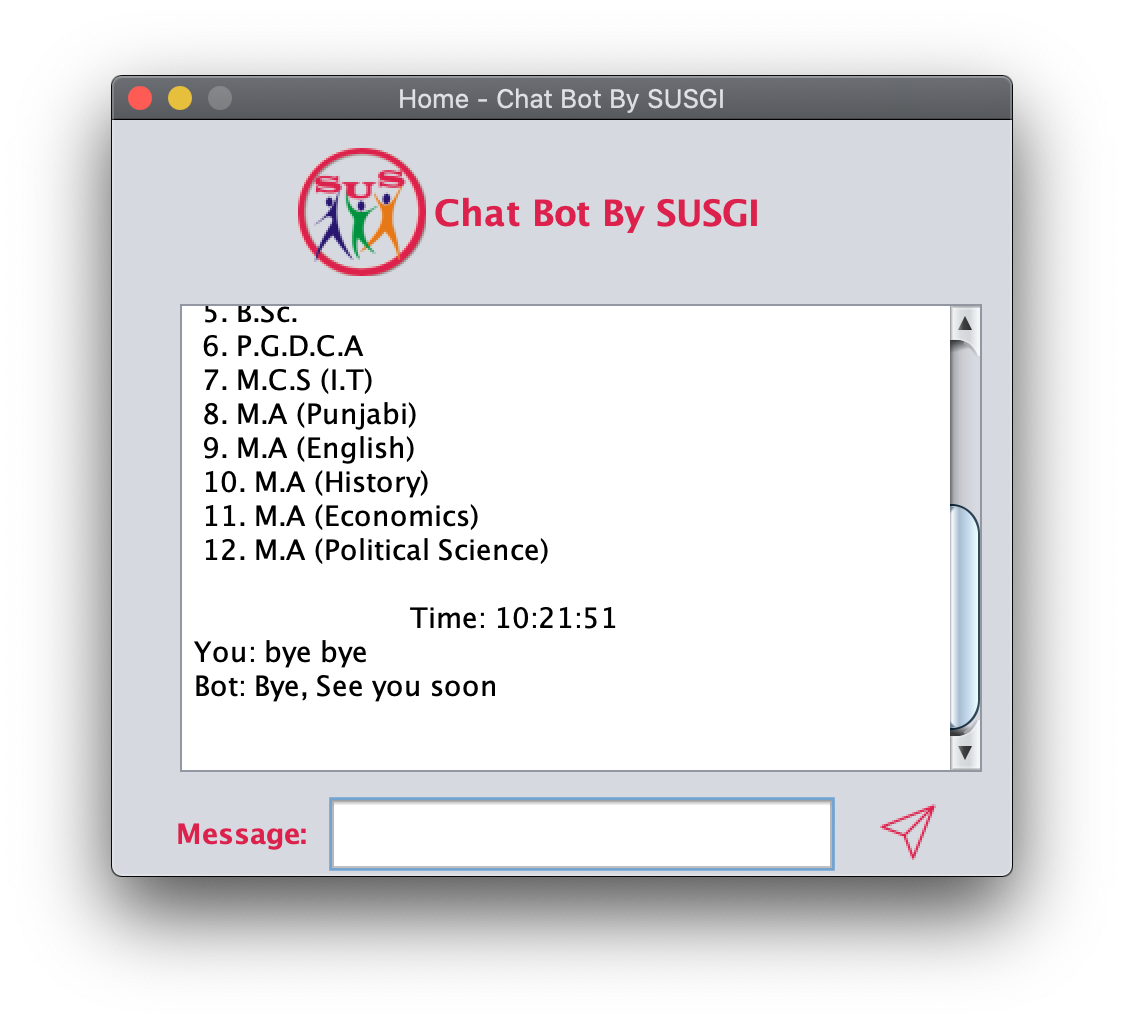 Home - Chat Bot By SUSGI
SUS
Chat Bot By SUSGI
5. B.Sc.
6. P.G.D.C.A
7. M.C.S (I.T)
8. M.A (Punjabi)
9. M.A (English)
10. M.A (History)
11. M.A (Economics)
12. M.A (Political Science)
Time: 10:21:51
You: bye bye
Bot: Bye, See you soon
Message: